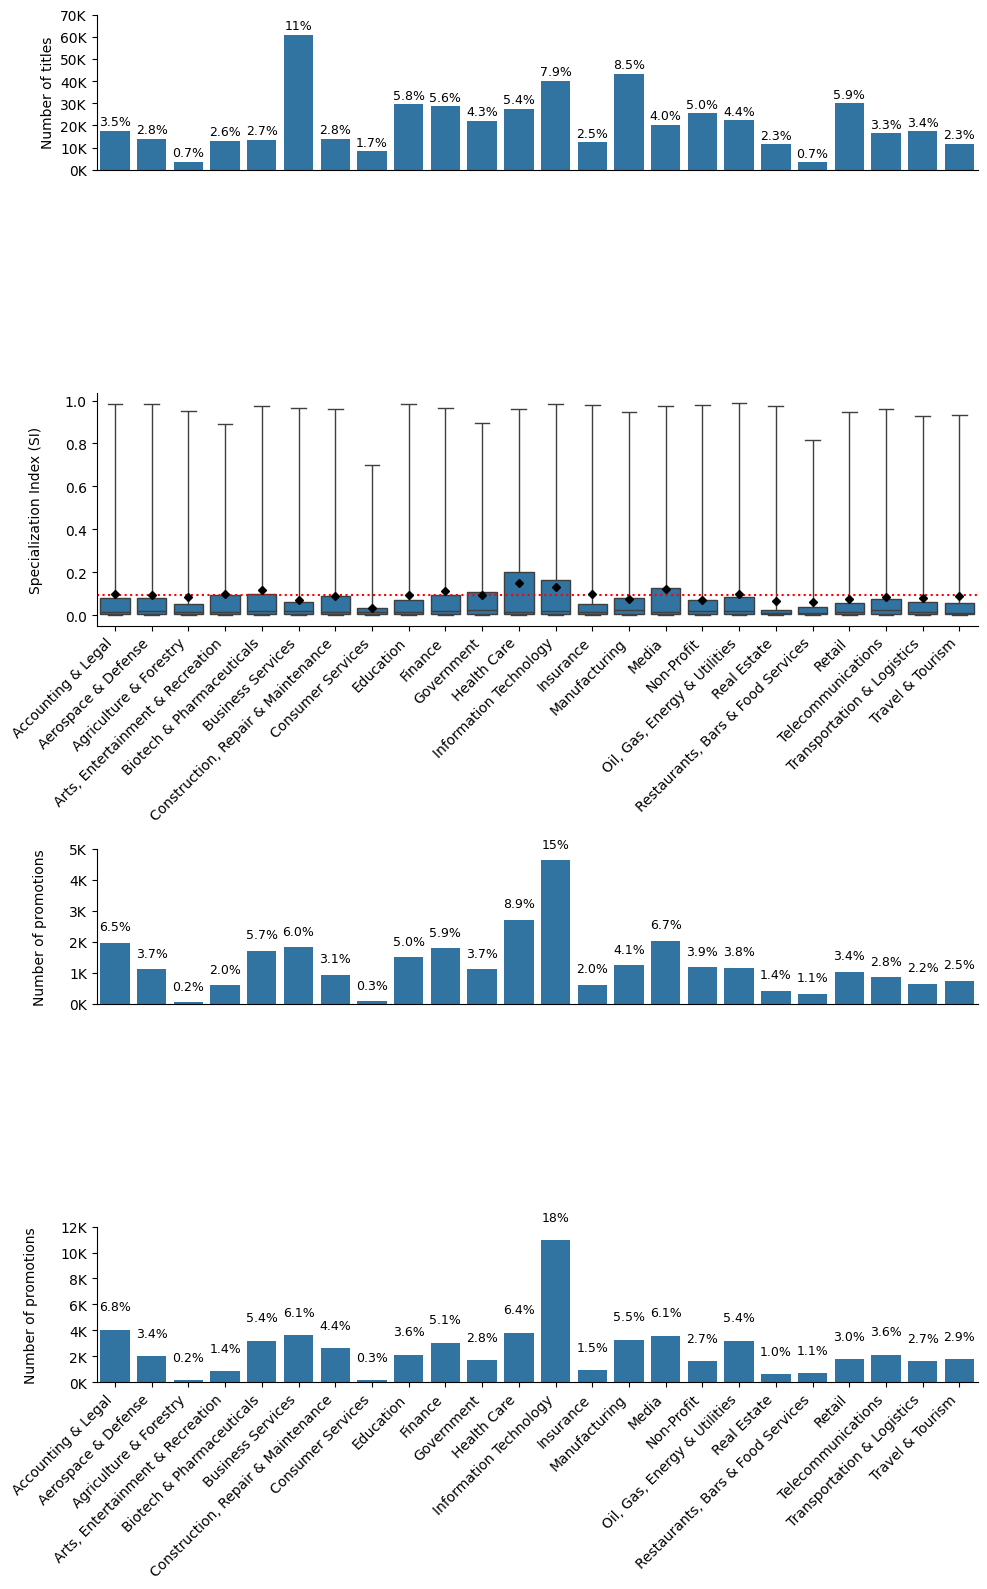 Number of titles
70K
60K
50K
40K
30K
20K
10K
0K
3.5%
2.8%
0.7%
2.6%
2.7%
11%
2.8%
1.7%
5.8%
5.6%
4.3%
5.4%
7.9%
2.5%
8.5%
4.0%
5.0%
4.4%
2.3%
0.7%
5.9%
3.3%
3.4%
2.3%
Specialization Index (SI)
1.0
0.8
0.6
0.4
0.2
0.0
Accounting & Legal
Aerospace & Defense
Agriculture & Forestry
Arts, Entertainment & Recreation
Biotech & Pharmaceuticals
Business Services
Construction, Repair & Maintenance
Consumer Services
Education
Finance
Government
Health Care
Information Technology
Insurance
Manufacturing
Media
Non-Profit
Oil, Gas, Energy & Utilities
Real Estate
Restaurants, Bars & Food Services
Retail
Telecommunications
Transportation & Logistics
Travel & Tourism
Number of promotions
5K
4K
3K
2K
1K
0K
6.5%
3.7%
0.2%
2.0%
5.7%
6.0%
3.1%
0.3%
5.0%
5.9%
3.7%
8.9%
15%
2.0%
4.1%
6.7%
3.9%
3.8%
1.4%
1.1%
3.4%
2.8%
2.2%
2.5%
Number of promotions
12K
10K
8K
6K
4K
2K
0K
6.8%
3.4%
0.2%
1.4%
5.4%
6.1%
4.4%
0.3%
3.6%
5.1%
2.8%
6.4%
18%
1.5%
5.5%
6.1%
2.7%
5.4%
1.0%
1.1%
3.0%
3.6%
2.7%
2.9%
Accounting & Legal
Aerospace & Defense
Agriculture & Forestry
Arts, Entertainment & Recreation
Biotech & Pharmaceuticals
Business Services
Construction, Repair & Maintenance
Consumer Services
Education
Finance
Government
Health Care
Information Technology
Insurance
Manufacturing
Media
Non-Profit
Oil, Gas, Energy & Utilities
Real Estate
Restaurants, Bars & Food Services
Retail
Telecommunications
Transportation & Logistics
Travel & Tourism